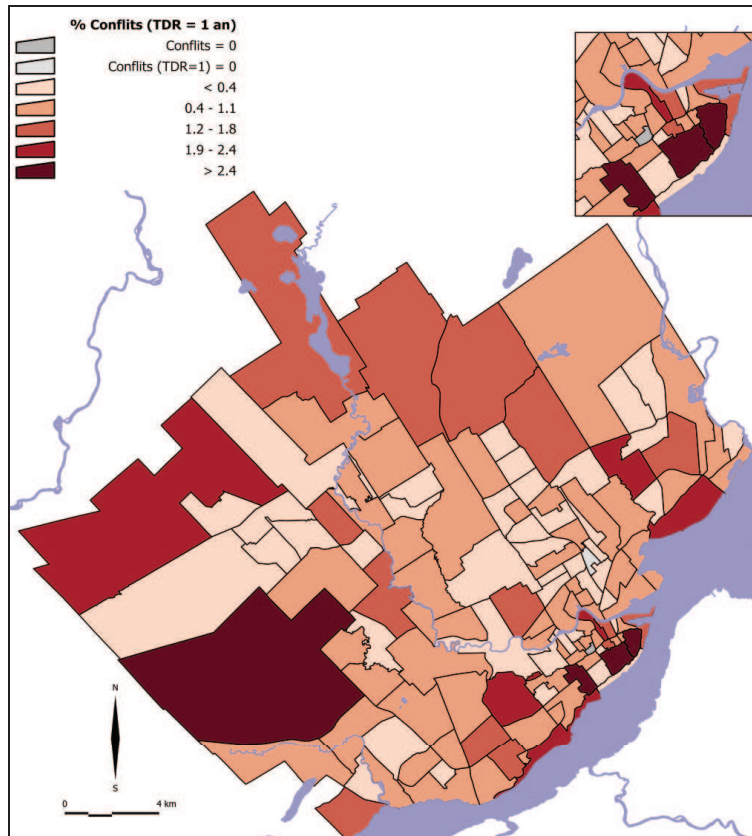 % Conflits (TDR = 1 an)
Conflits = 0
Conflits (TDR=1) = 0
< 0.4
0.4 - 1.1
1.2 - 1.8
1.9 - 2.4
> 2.4
N
S
0 4 km